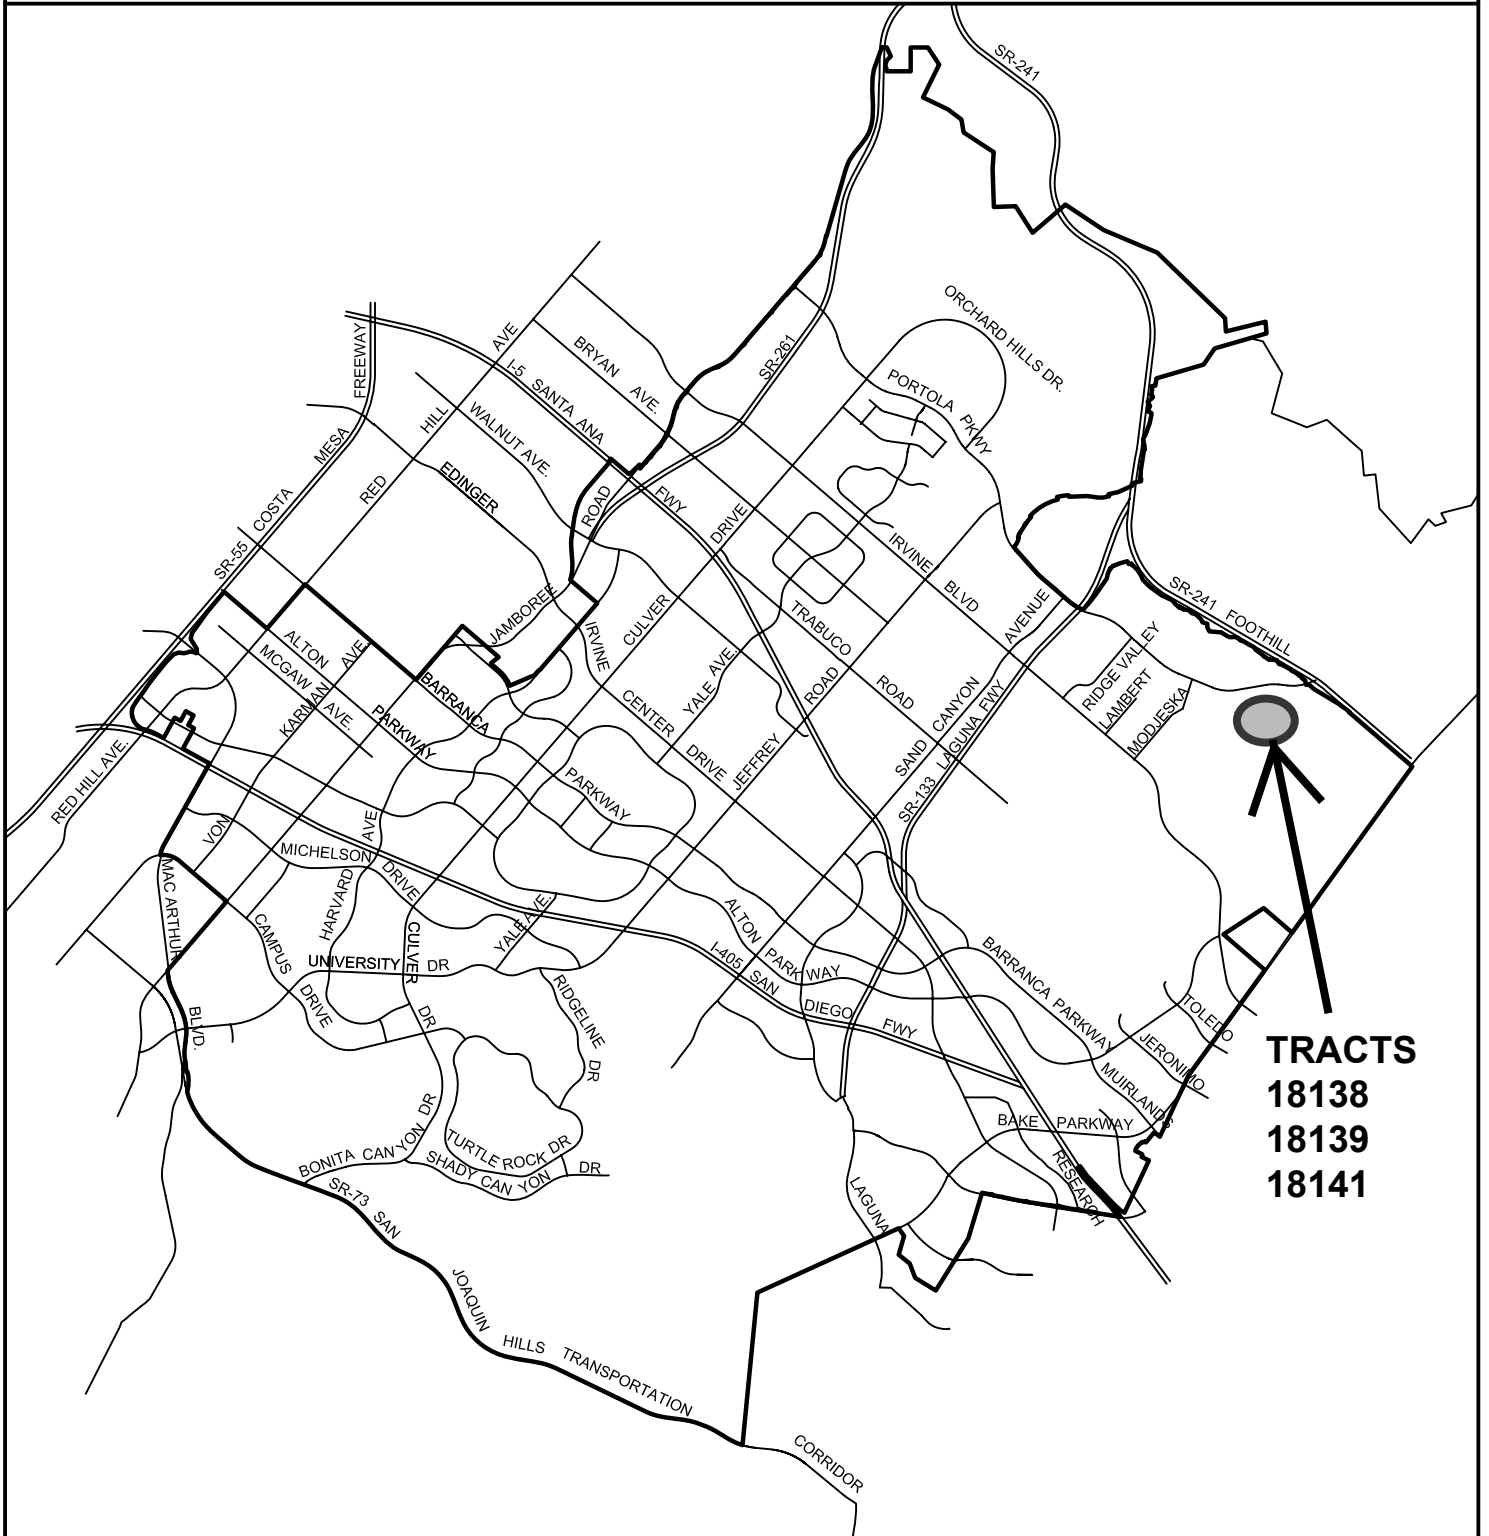 SR-241
ORCHARD HILLS DR.
FREEWAY
AVE
I-5 SANTA ANA
BRYAN AVE.
SR-261
PORTOLA PKWY
MESA
HILL
WALNUT AVE.
EDINGER
RED
COSTA
ROAD
FWY
DRIVE
SR-55
IRVINE BLVD
SR-241 FOOTHILL
JAMBOREE
CULVER
TRABUCO
ROAD
AVENUE
RIDGE VALLEY
LAMBERT
MODJESKA
ALTON
MCGAW AVE.
AVE.
KARMAN
VON
BARRANCA
PARKWAY
PARKWAY
IRVINE
CENTER
DRIVE
YALE AVE.
ROAD
JEFFREY
SAND CANYON
SR-133 LAGUNA FWY
RED HILL AVE.
MICHELSON
DRIVE
AVE
HARVARD
MAC ARTHUR
BLVD.
CAMPUS
DRIVE
CULVER
DR
UNIVERSITY DR
YALE AVE.
RIDGELINE
DR
ALTON
PARK WAY
I-405 SAN
DIEGO
FWY
BARRANCA PARKWAY
TOLEDO
JERONIMO
MUIRLANDS
BAKE PARKWAY
RESEARCH
LAGUNA
BONITA CAN YON DR
TURTLE ROCK DR
SHADY CAN YON DR
SR-73 SAN
JOAQUIN
HILLS TRANSPORTATION
CORRIDOR
TRACTS
18138
18139
18141